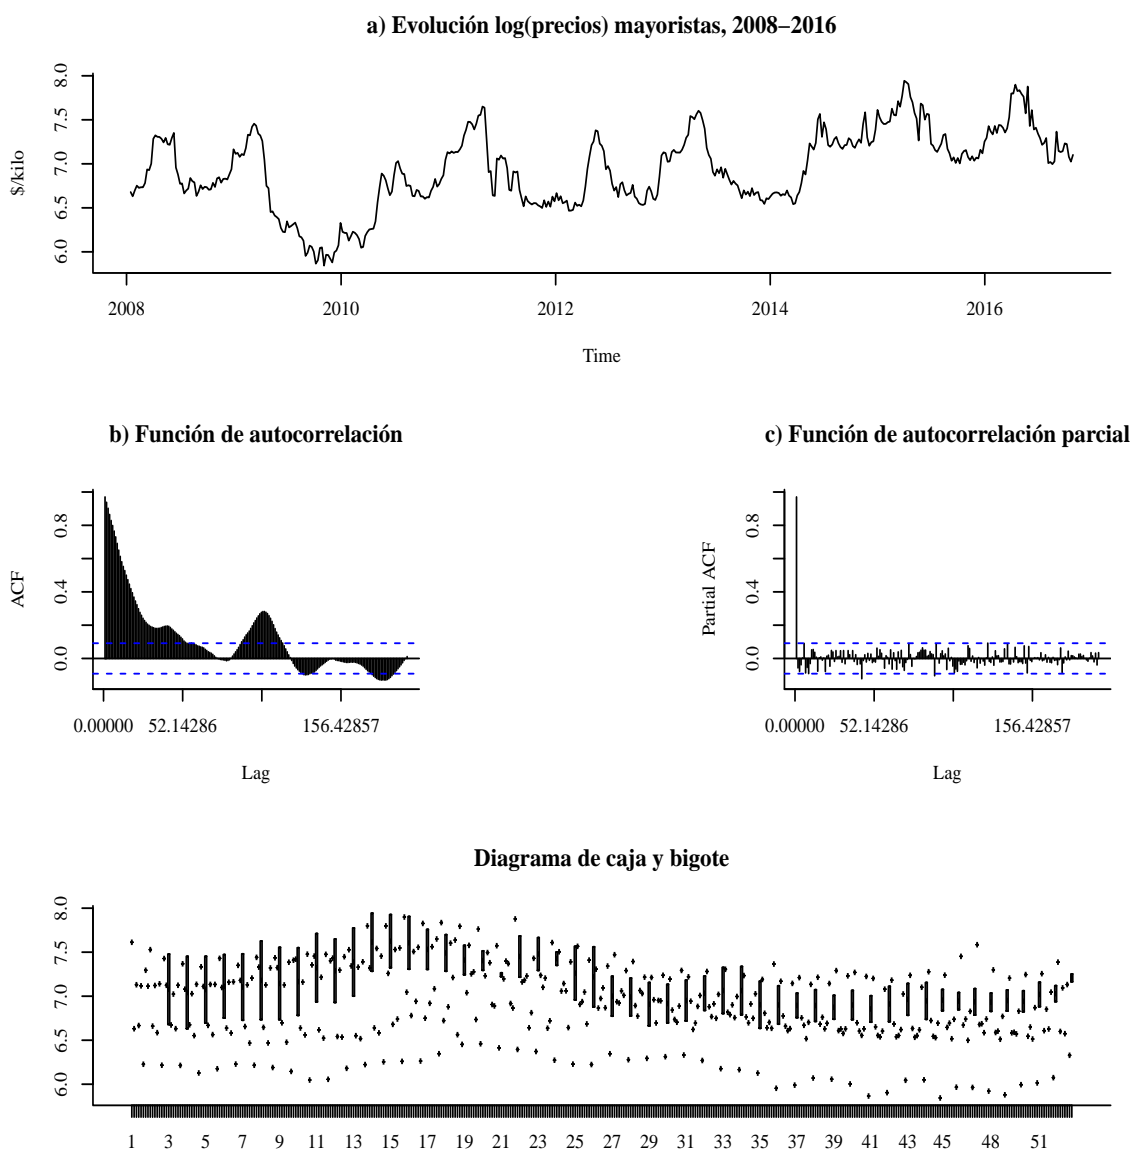 a) Evolución log(precios) mayoristas, 2008–2016
8.0
7.5
7.0
6.5
6.0
$/kilo
2008 2010 2012 2014 2016
Time
b) Función de autocorrelación
0.8
0.4
0.0
ACF
0.00000 52.14286 156.42857
Lag
c) Función de autocorrelación parcial
0.8
0.4
0.0
Partial ACF
0.00000 52.14286 156.42857
Lag
Diagrama de caja y bigote
8.0
7.5
7.0
6.5
6.0
1 3 5 7 9 11 13 15 17 19 21 23 25 27 29 31 33 35 37 39 41 43 45 48 51